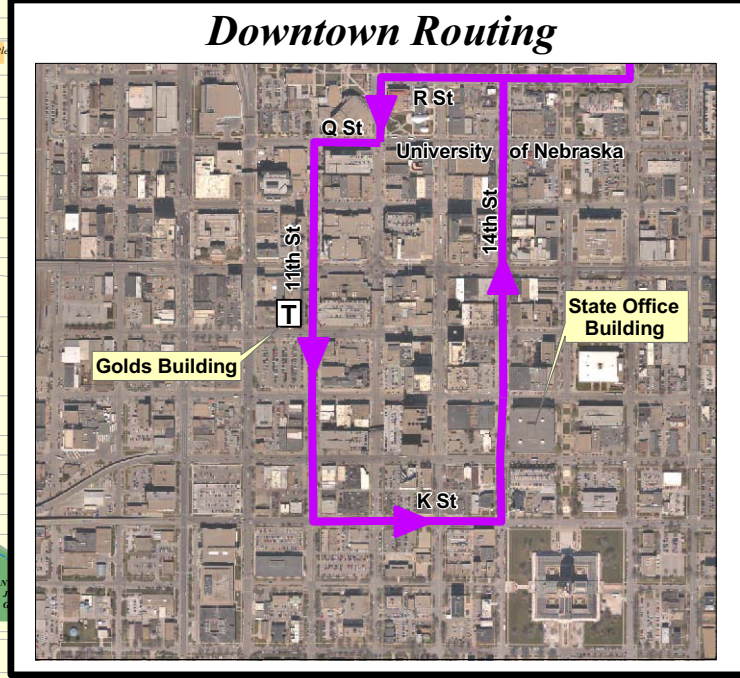 Downtown Routing
R St
Q St
University of Nebraska
11th St
14th St
T
State Office
Building
Golds Building
K St